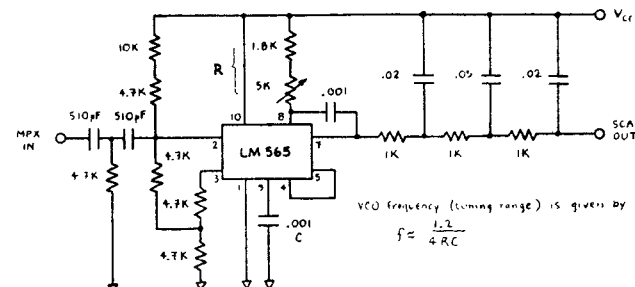 Vcc
10K
R
1.8K
5K
.02
.05
.02
4.7K
.001
510pF
510pF
10
8
MPX
IN
2
LM 565
7
SCA
OUT
4.7K
4.7K
3
1
9
4
5
1K
1K
1K
4.7K
.001
C
4.7K
VCO frequency (tuning range) is given by
f ≈ 1.2
4RC